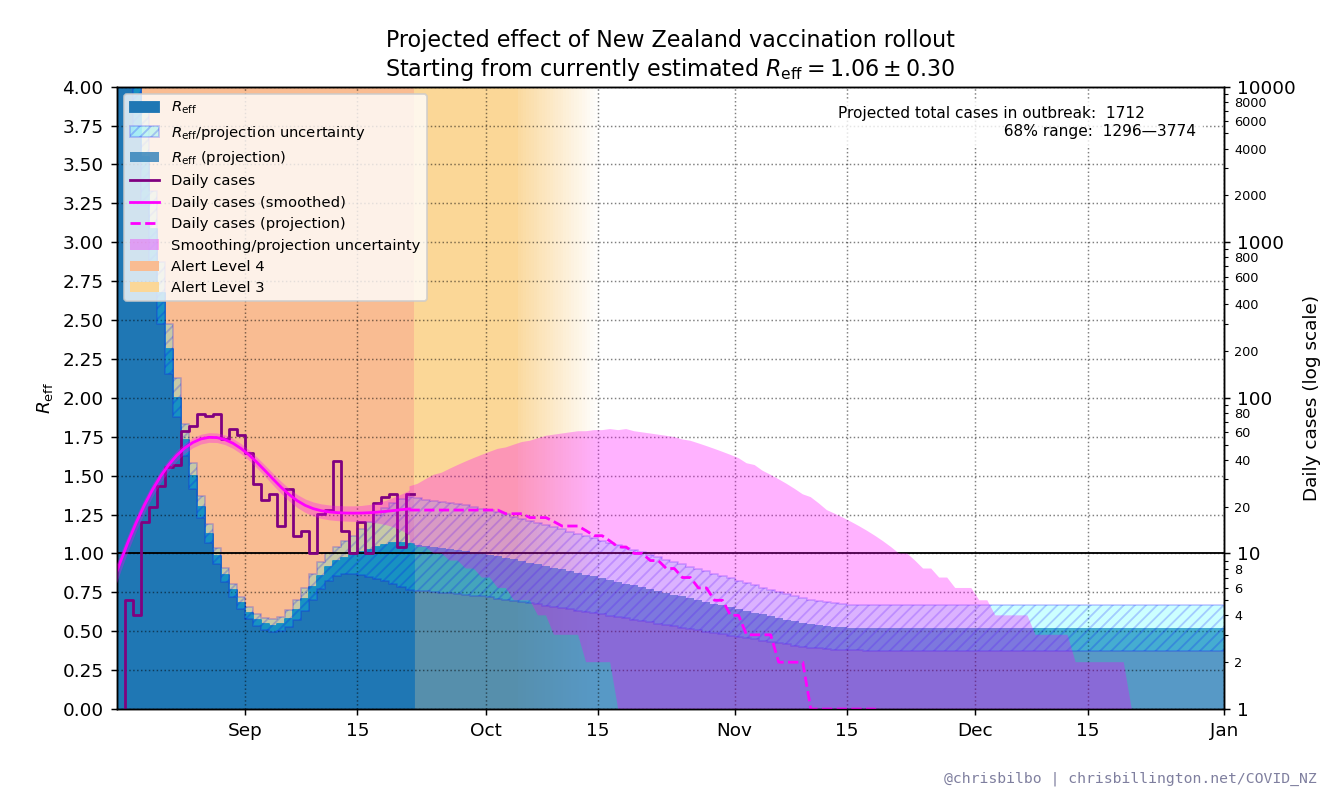 Projected effect of New Zealand vaccination rollout
Starting from currently estimated R_eff = 1.06 ± 0.30
Projected total cases in outbreak: 1712
68% range: 1296—3774
R_eff
R_eff/projection uncertainty
R_eff (projection)
Daily cases
Daily cases (smoothed)
Daily cases (projection)
Smoothing/projection uncertainty
Alert Level 4
Alert Level 3
R_eff
4.00
3.75
3.50
3.25
3.00
2.75
2.50
2.25
2.00
1.75
1.50
1.25
1.00
0.75
0.50
0.25
0.00
10000
8000
6000
4000
2000
1000
800
600
400
200
100
80
60
40
20
10
8
6
4
2
1
Daily cases (log scale)
Sep 15 Oct 15 Nov 15 Dec 15 Jan
@chrisbilbo | chrisbillington.net/COVID_NZ